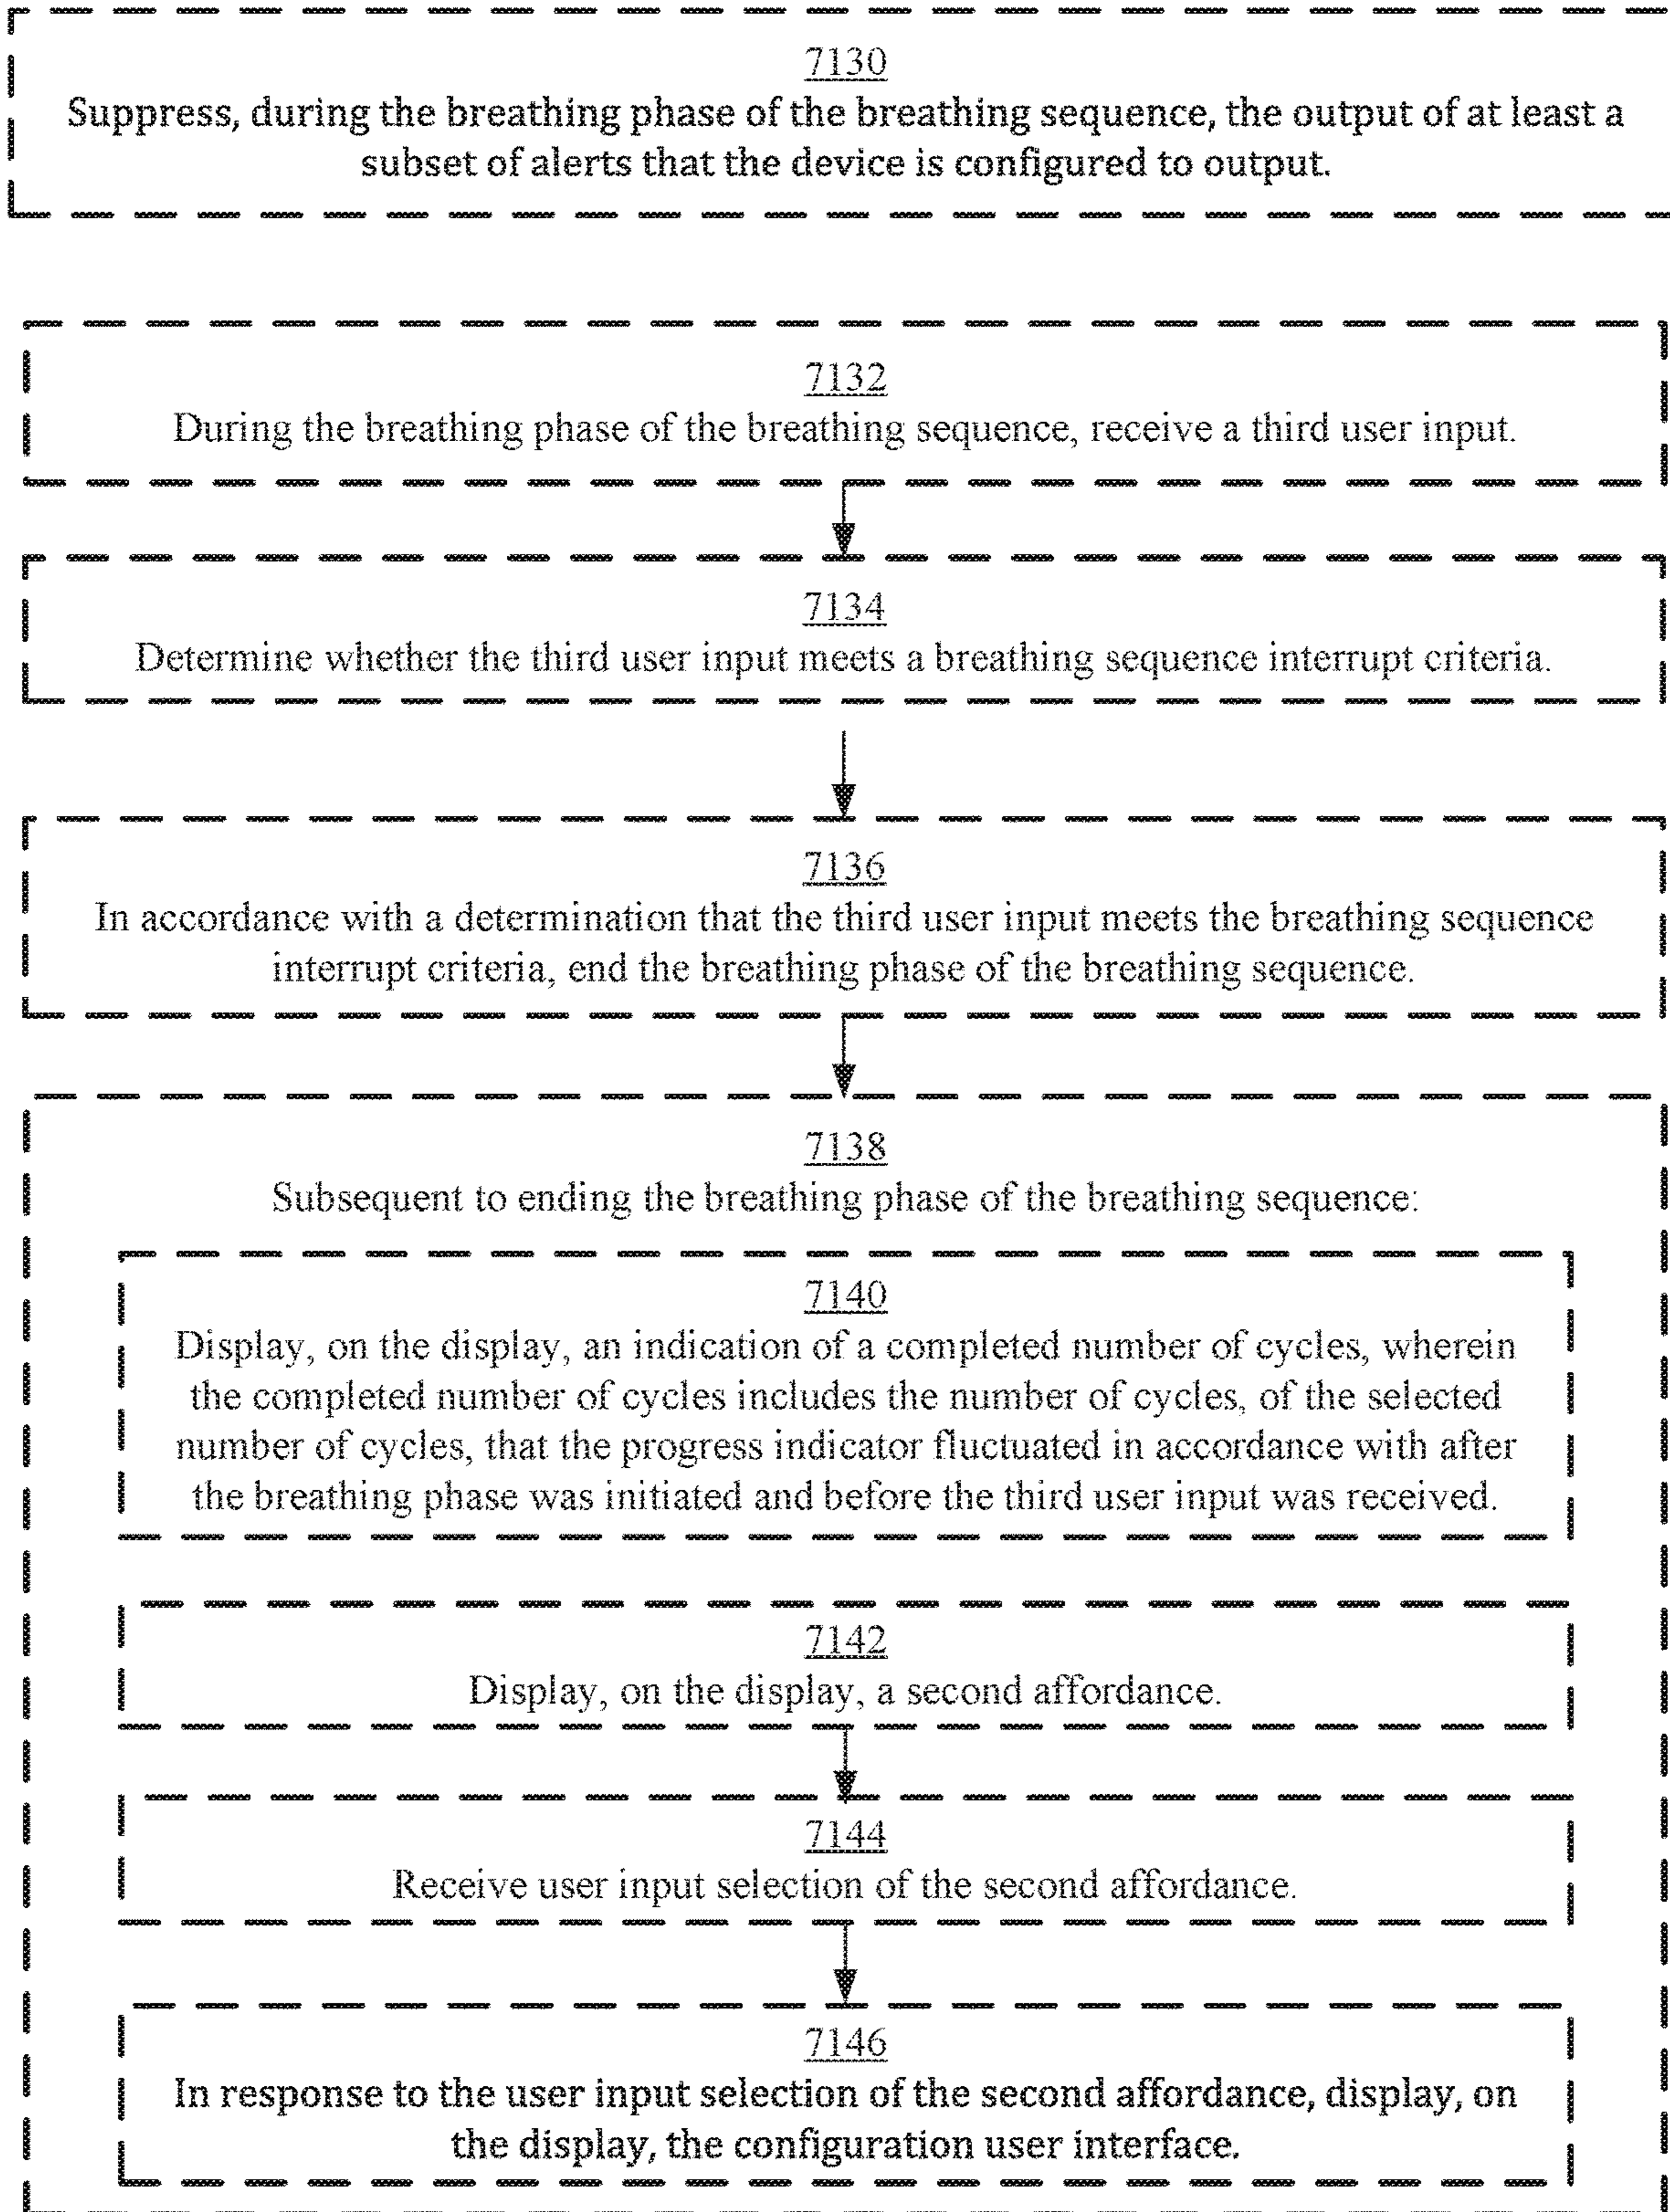 7130
Suppress, during the breathing phase of the breathing sequence, the output of at least a
subset of alerts that the device is configured to output.
7132
During the breathing phase of the breathing sequence, receive a third user input.
7134
Determine whether the third user input meets a breathing sequence interrupt criteria.
7136
In accordance with a determination that the third user input meets the breathing sequence
interrupt criteria, end the breathing phase of the breathing sequence.
7138
Subsequent to ending the breathing phase of the breathing sequence:
7140
Display, on the display, an indication of a completed number of cycles, wherein
the completed number of cycles includes the number of cycles, of the selected
number of cycles, that the progress indicator fluctuated in accordance with after
the breathing phase was initiated and before the third user input was received.
7142
Display, on the display, a second affordance.
7144
Receive user input selection of the second affordance.
7146
In response to the user input selection of the second affordance, display, on
the display, the configuration user interface.